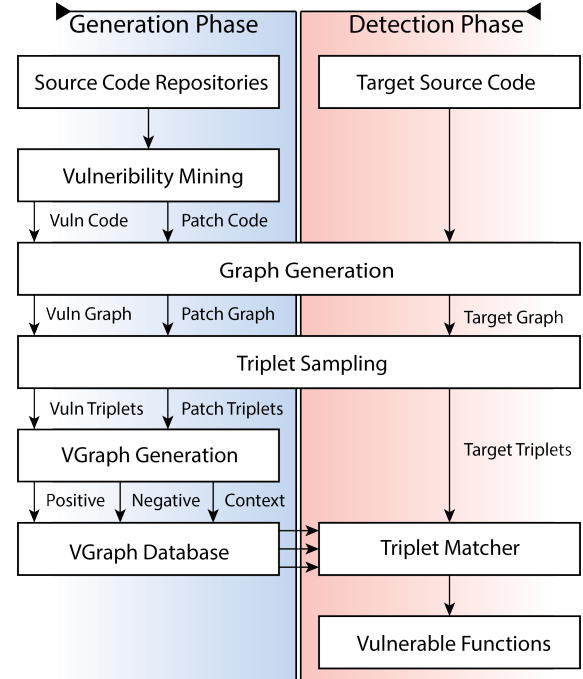 Generation Phase
Detection Phase
Source Code Repositories
Target Source Code
Vulneribility Mining
Vuln Code
Patch Code
Graph Generation
Vuln Graph
Patch Graph
Target Graph
Triplet Sampling
Vuln Triplets
Patch Triplets
VGraph Generation
Target Triplets
Positive
Negative
Context
VGraph Database
Triplet Matcher
Vulnerable Functions